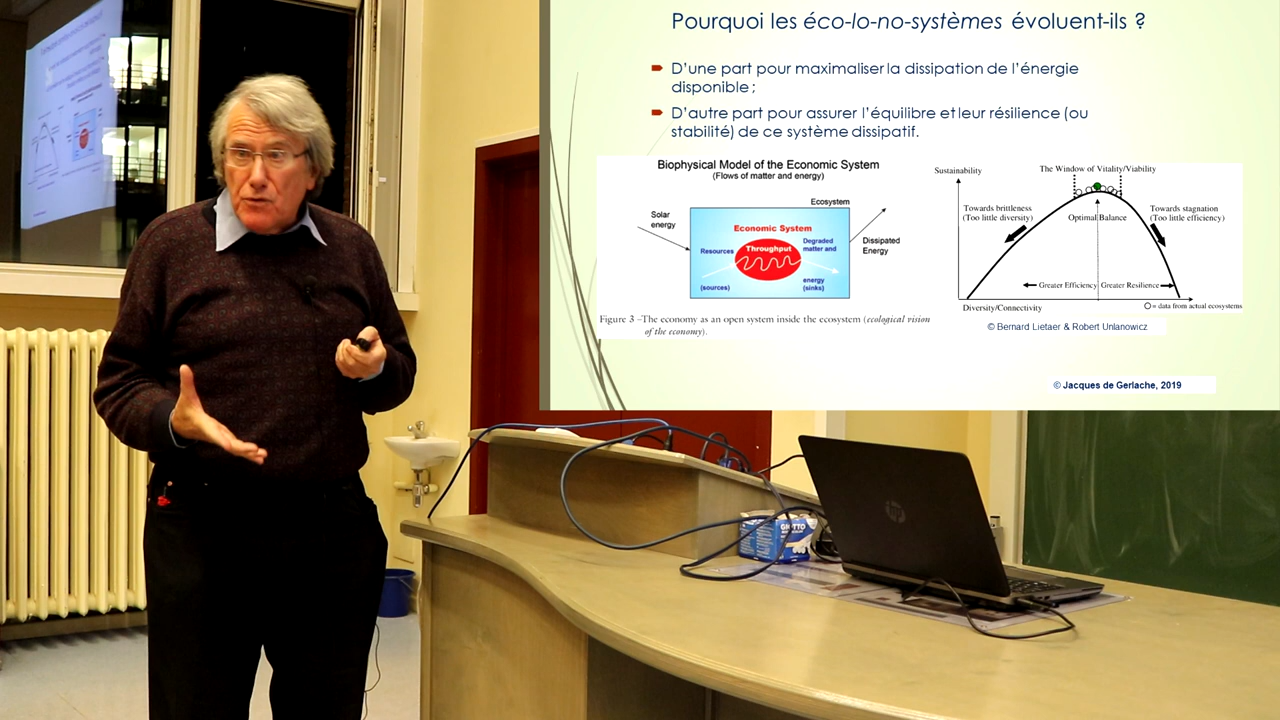 Pourquoi les éco-lo-no-systèmes évoluent-ils ?
D'une part pour maximaliser la dissipation de l'énergie
disponible ;
D'autre part pour assurer l'équilibre et leur résilience (ou
stabilité) de ce système dissipatif.
Biophysical Model of the Economic System
(Flows of matter and energy)
Ecosystem
Solar
energy
Economic System
Resources
Throughput
Degraded
matter and
energy
(sinks)
(sources)
Dissipated
Energy
Figure 3 –The economy as an open system inside the ecosystem (ecological vision
of the economy).
Sustainability
The Window of Vitality/Viability
Towards brittleness
(Too little diversity)
Optimal Balance
Towards stagnation
(Too little efficiency)
Greater Efficiency
Greater Resilience
Diversity/Connectivity
= data from actual ecosystems
© Bernard Lietaer & Robert Unlanowicz
© Jacques de Gerlache, 2019
hp